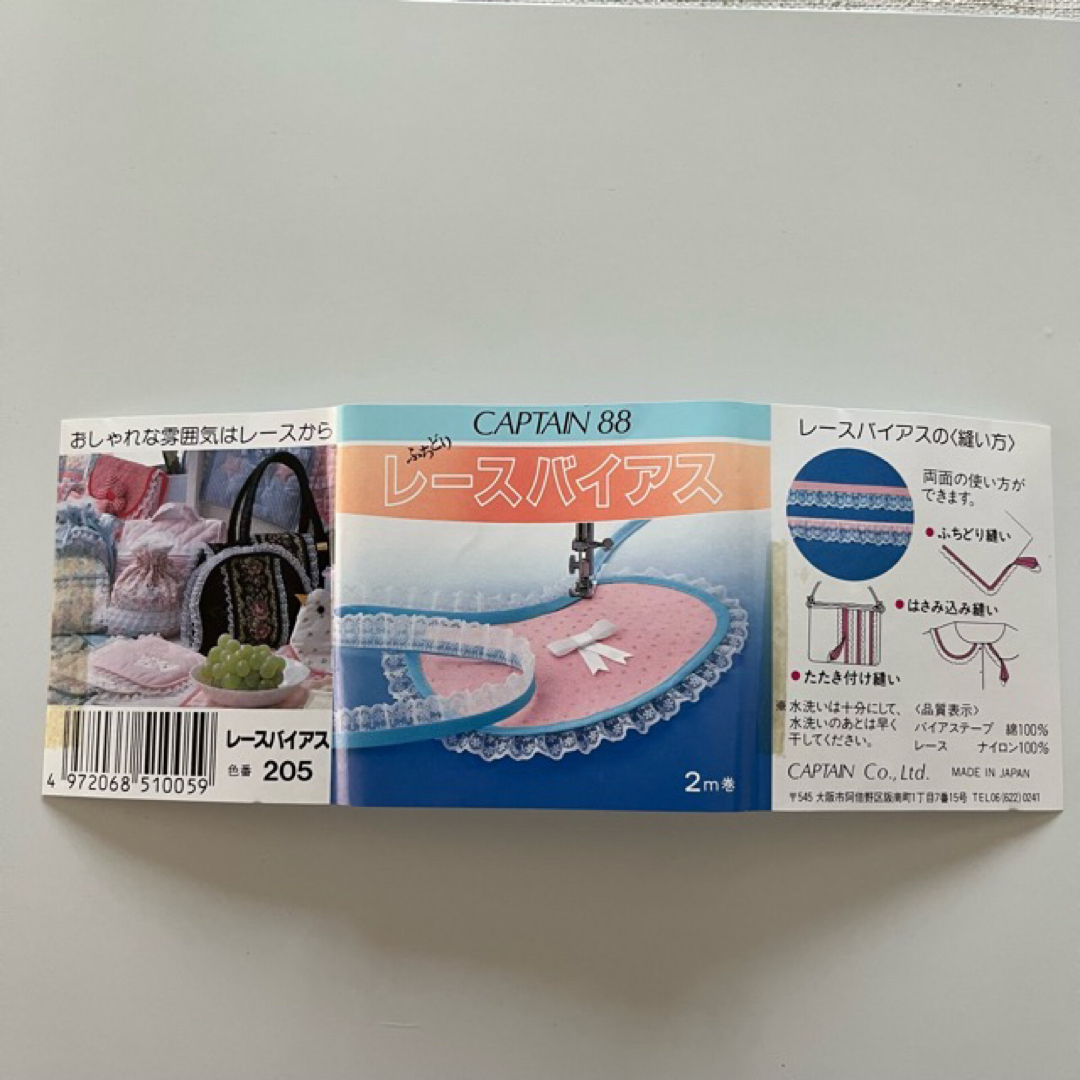 おしゃれな雰囲気はレースから
4 972068 510059
レースバイアス
色番 205
CAPTAIN 88
ふちどり
レースバイアス
2m巻
レースバイアスの〈縫い方〉
両面の使い方が
できます。
●ふちどり縫い
●はさみ込み縫い
●たたき付け縫い
※水洗いは十分にして、
水洗いのあとは早く
干してください。
〈品質表示〉
バイアステープ 綿100%
レース ナイロン100%
CAPTAIN Co.,Ltd. MADE IN JAPAN
〒545 大阪市阿倍野区阪南町1丁目7番15号 TEL06(622)0241